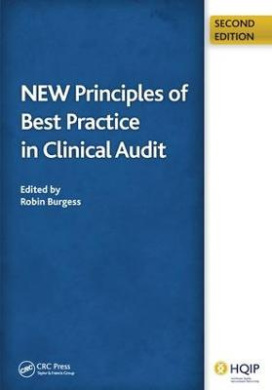 SECOND
EDITION
NEW Principles of
Best Practice
in Clinical Audit
Edited by
Robin Burgess
CRC Press
Taylor & Francis Group
HQIP